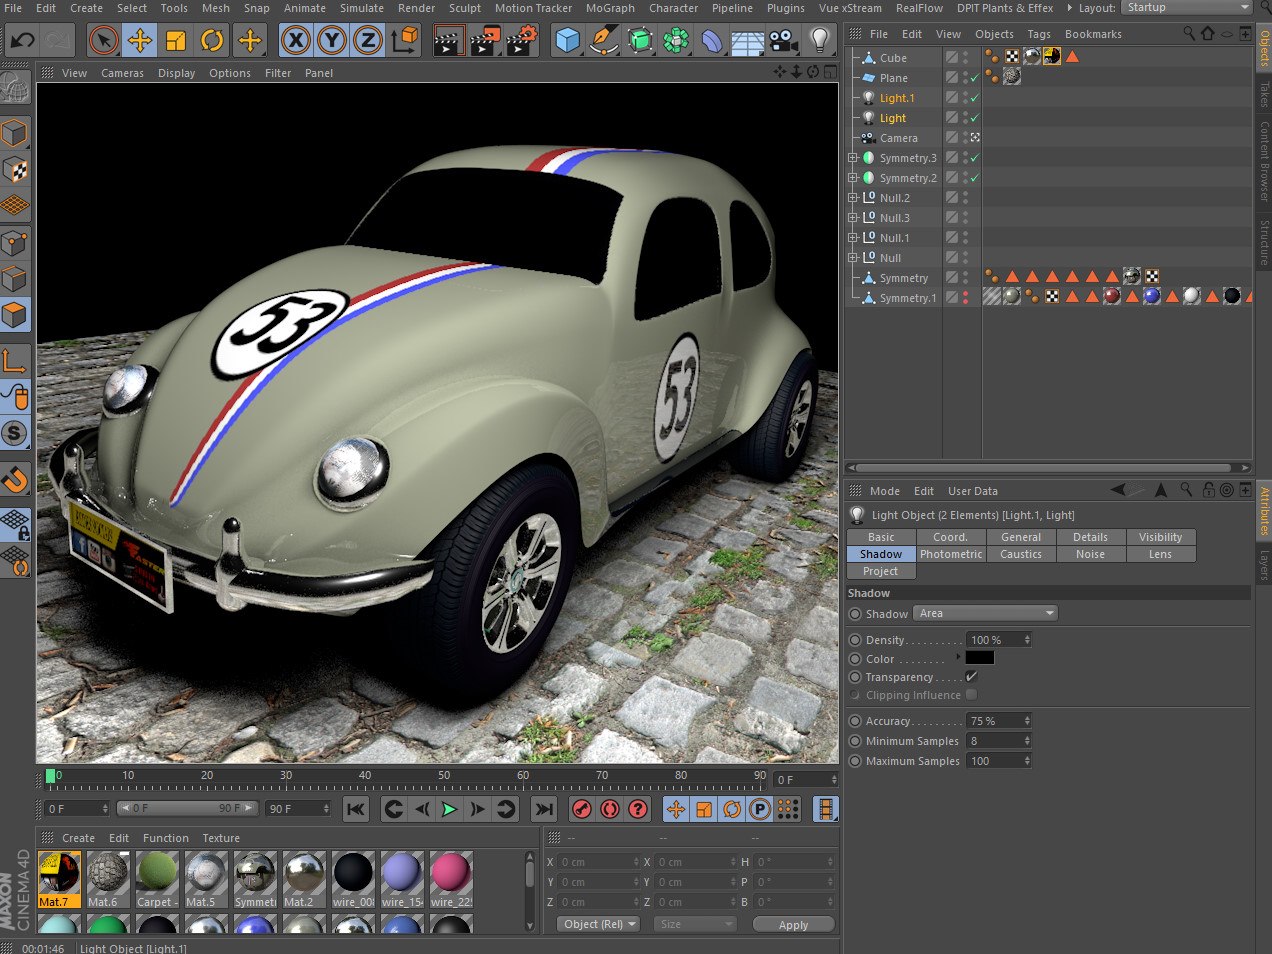 File Edit Create Select Tools Mesh Snap Animate Simulate Render Sculpt Motion Tracker MoGraph Character Pipeline Plugins Vue xStream RealFlow DPIT Plants & Effex Layout: Startup
View Cameras Display Options Filter Panel
X Y Z
53
53
S
0 10 20 30 40 50 60 70 80 90 0 F
0 F 0 F 90 F 90 F
P
Create Edit Function Texture
Mat.7 Mat.6 Carpet - Mat.5 Symmetr Mat.2 wire_008 wire_154 wire_225
MAXON
CINEMA4D
-- -- --
X 0 cm X 0 cm H 0 °
Y 0 cm Y 0 cm P 0 °
Z 0 cm Z 0 cm B 0 °
Object (Rel) Size Apply
00:01:46 Light Object [Light.1]
File Edit View Objects Tags Bookmarks
Cube
Plane
Light.1
Light
Camera
Symmetry.3
Symmetry.2
Null.2
Null.3
Null.1
Null
Symmetry
Symmetry.1
Objects
Takes
Content Browser
Structure
Mode Edit User Data
Light Object (2 Elements) [Light.1, Light]
Basic Coord. General Details Visibility
Shadow Photometric Caustics Noise Lens
Project
Shadow
Shadow Area
Density 100 %
Color
Transparency
Clipping Influence
Accuracy 75 %
Minimum Samples 8
Maximum Samples 100
Attributes
Layers